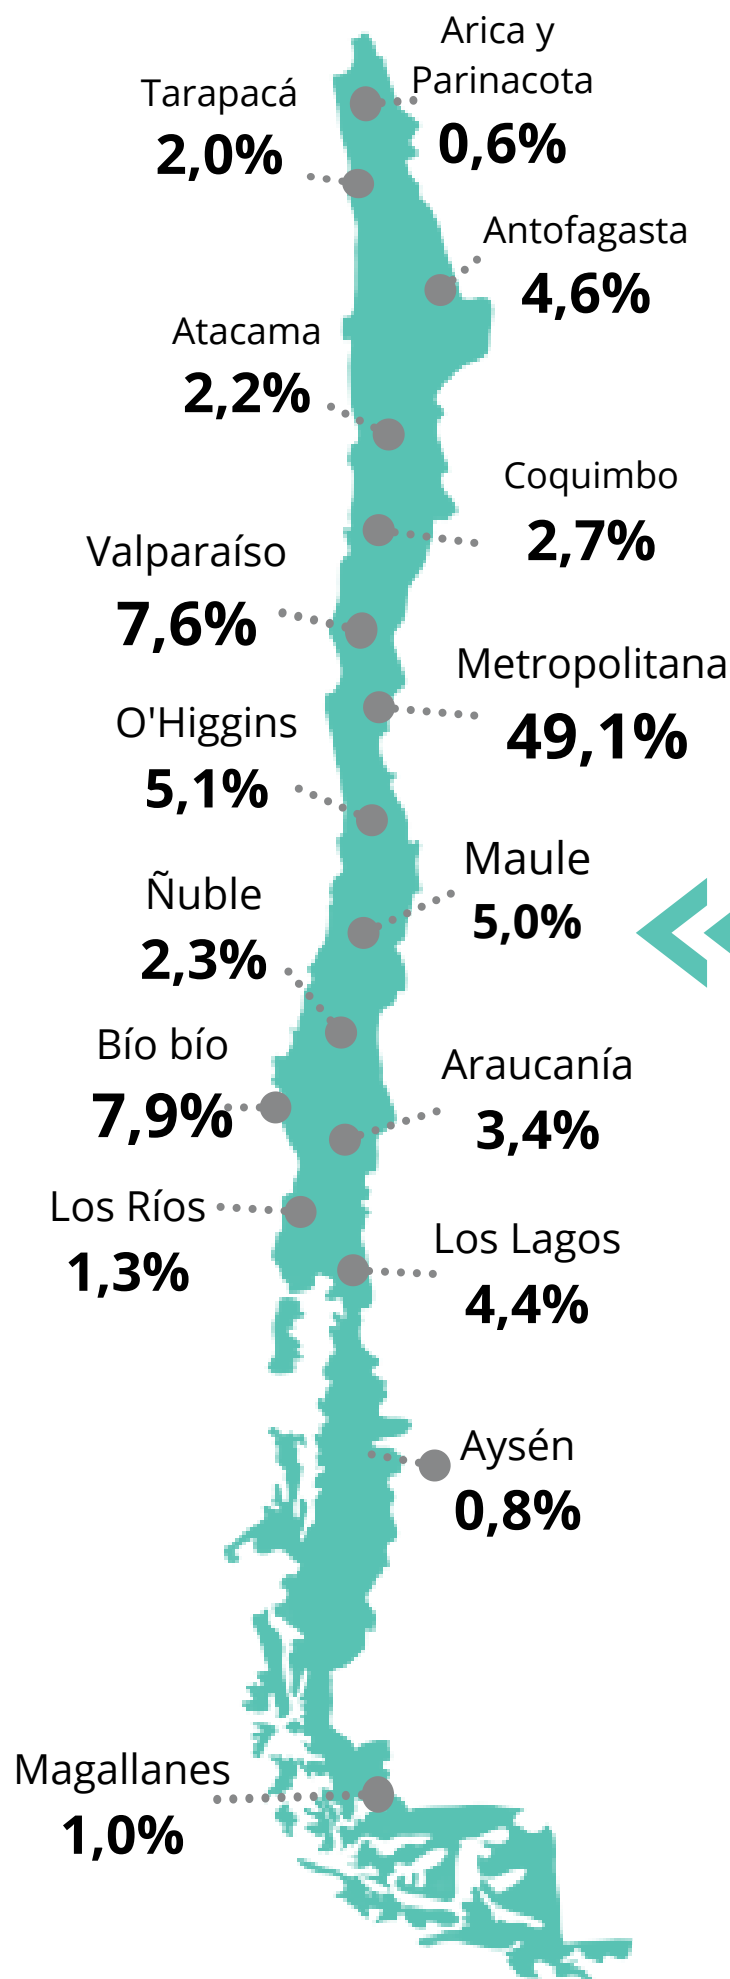 Arica y
Parinacota
0,6%
Tarapacá
2,0%
Antofagasta
4,6%
Atacama
2,2%
Coquimbo
2,7%
Valparaíso
7,6%
Metropolitana
49,1%
O'Higgins
5,1%
Maule
5,0%
Ñuble
2,3%
Bío bío
7,9%
Araucanía
3,4%
Los Ríos
1,3%
Los Lagos
4,4%
Aysén
0,8%
Magallanes
1,0%